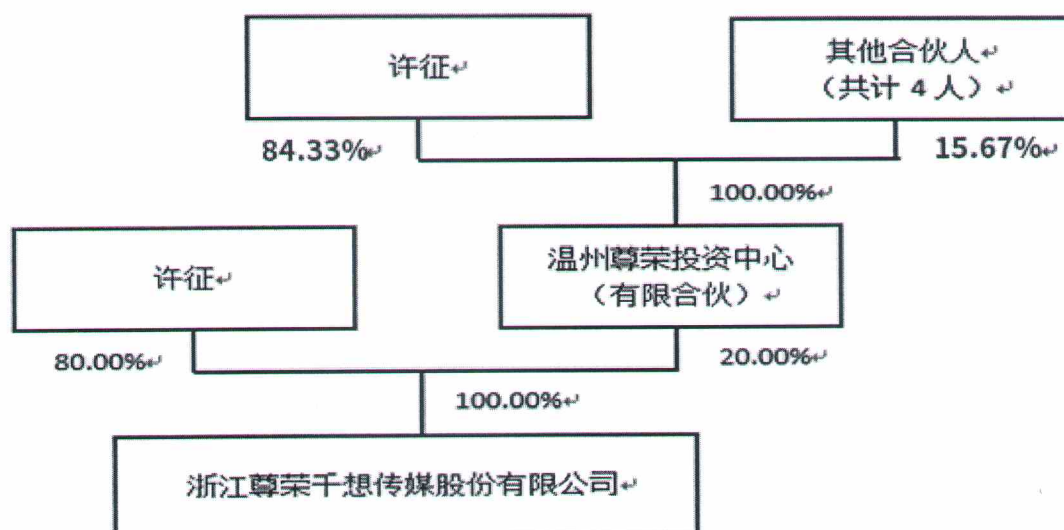 许征↵
其他合伙人↵
（共计 4 人）↵
84.33%↵
15.67%↵
100.00%↵
许征↵
温州尊荣投资中心
（有限合伙）↵
80.00%↵
20.00%↵
100.00%↵
浙江尊荣千想传媒股份有限公司↵